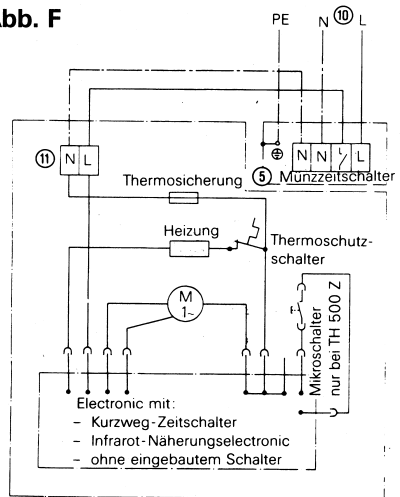 Abb. F
PE N ⑩ L
⑪ N L
N N L
⑤ Münzzeitschalter
Thermosicherung
Heizung
Thermoschutz-
schalter
M
1~
Mikroschalter
nur bei TH 500 Z
Electronic mit:
- Kurzweg-Zeitschalter
- Infrarot-Näherungselectronic
- ohne eingebautem Schalter